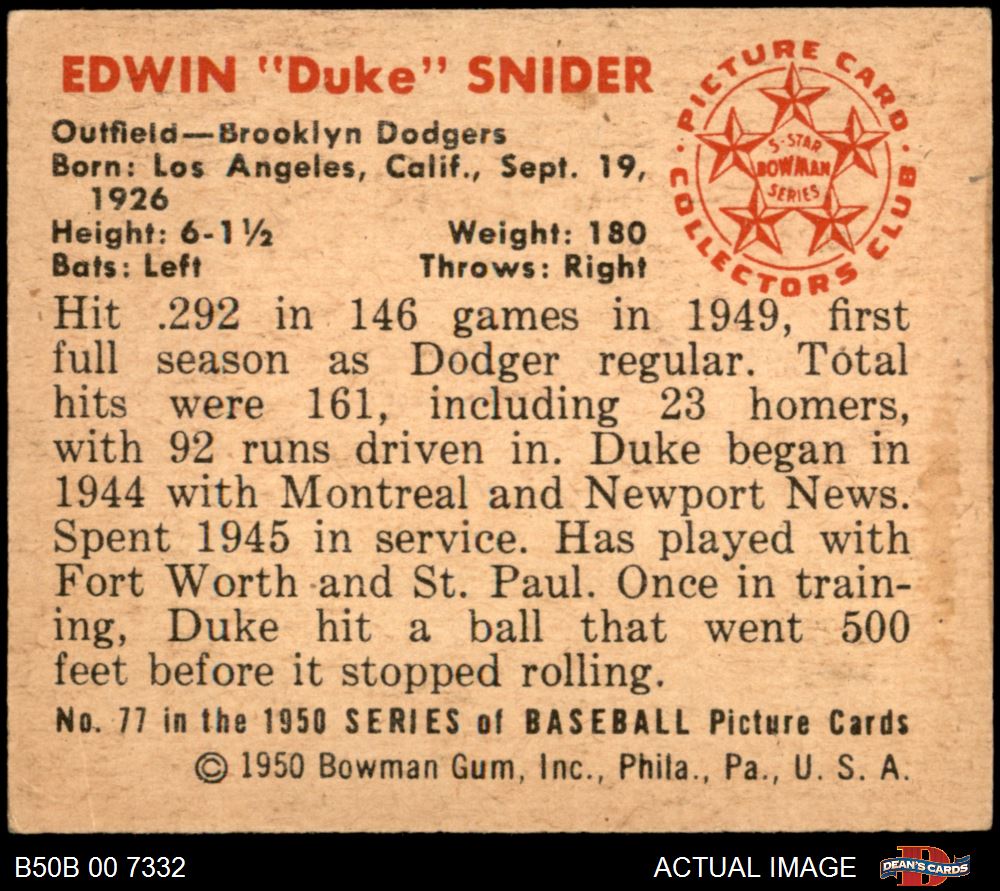 EDWIN "Duke" SNIDER
Outfield—Brooklyn Dodgers
Born: Los Angeles, Calif., Sept. 19,
1926
Height: 6-1½ Weight: 180
Bats: Left Throws: Right
· PICTURE CARD ·
COLLECTORS CLUB
5-STAR
BOWMAN
SERIES
Hit .292 in 146 games in 1949, first
full season as Dodger regular. Total
hits were 161, including 23 homers,
with 92 runs driven in. Duke began in
1944 with Montreal and Newport News.
Spent 1945 in service. Has played with
Fort Worth and St. Paul. Once in train-
ing, Duke hit a ball that went 500
feet before it stopped rolling.
No. 77 in the 1950 SERIES of BASEBALL Picture Cards
© 1950 Bowman Gum, Inc., Phila., Pa., U. S. A.
B50B 00 7332 ACTUAL IMAGE
D
DEAN'S CARDS